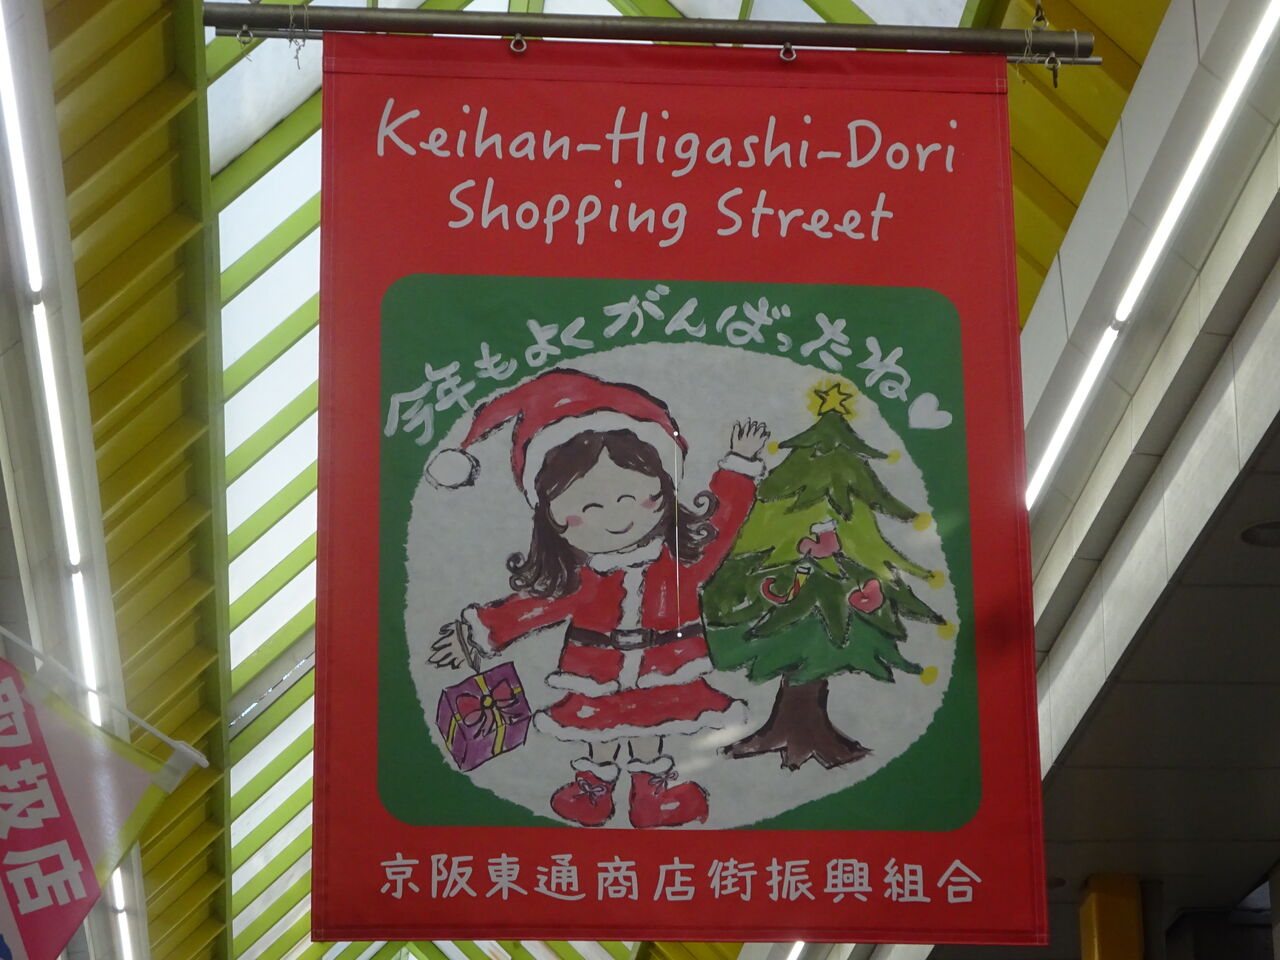 Keihan-Higashi-Dori
Shopping Street
今年もよくがんばったね♡
京阪東通商店街振興組合
扱店